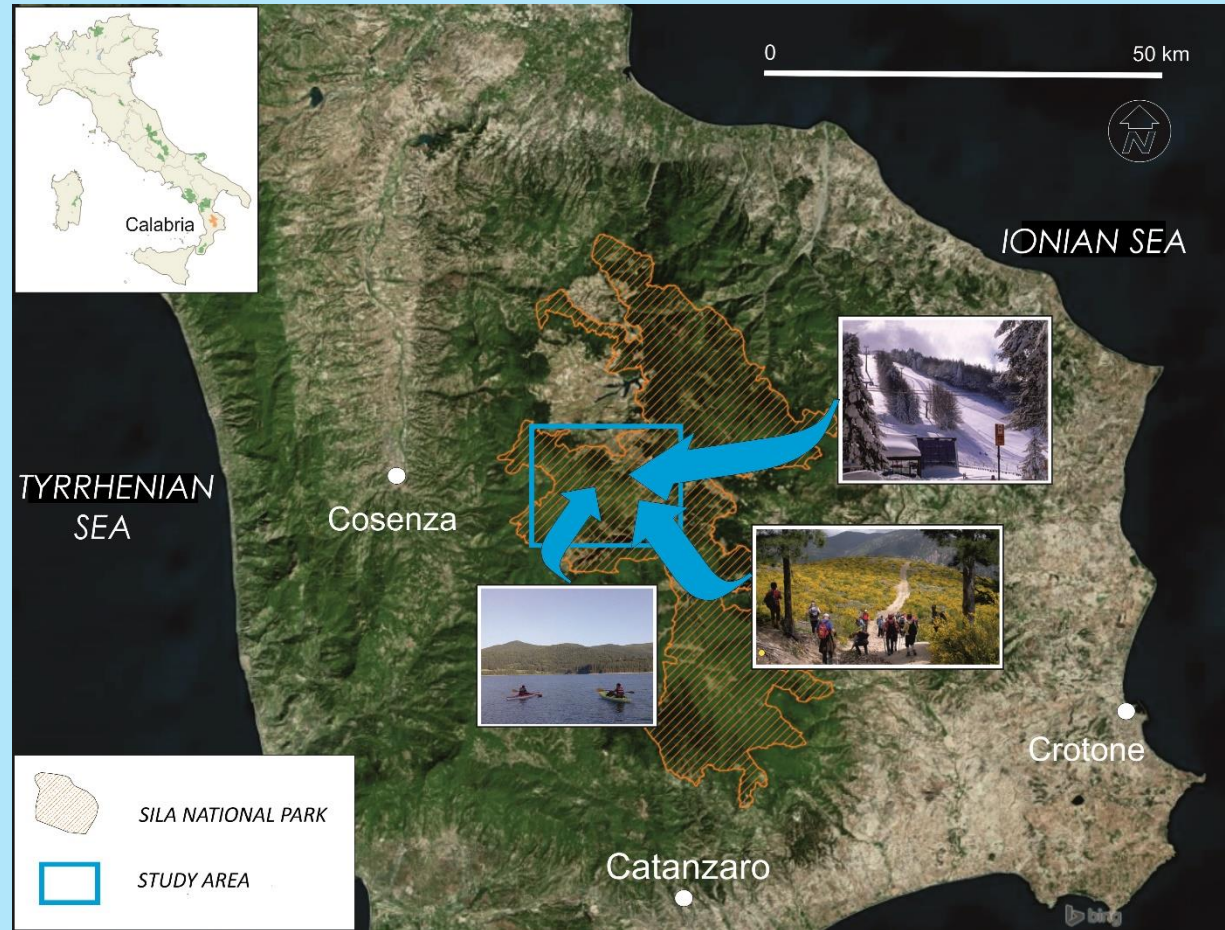 Calabria
0 50 km
N
IONIAN SEA
TYRRHENIAN
SEA
Cosenza
Crotone
Catanzaro
SILA NATIONAL PARK
STUDY AREA
bing